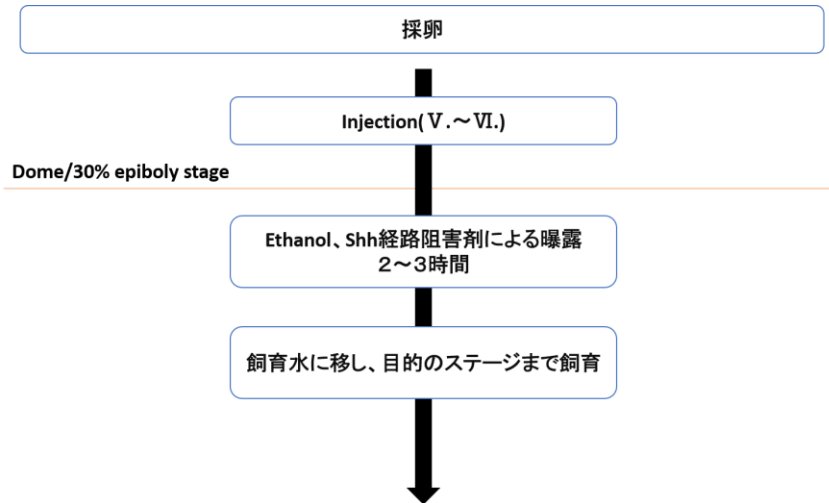 採卵
Injection(Ⅴ.～Ⅵ.)
Dome/30% epiboly stage
Ethanol、Shh経路阻害剤による曝露
２～３時間
飼育水に移し、目的のステージまで飼育